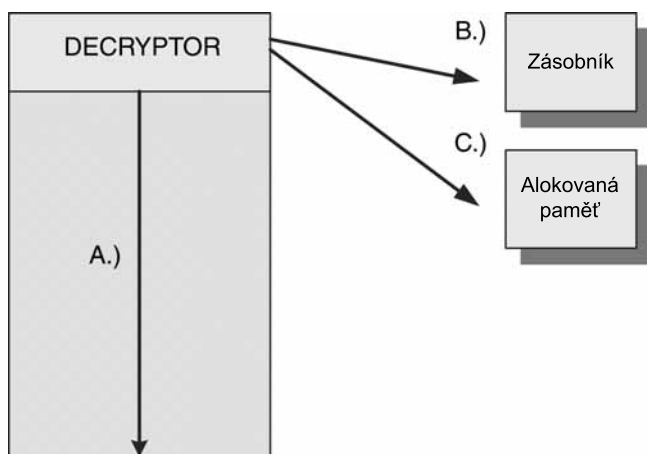 DECRYPTOR
A.)
B.)
Zásobník
C.)
Alokovaná
paměť